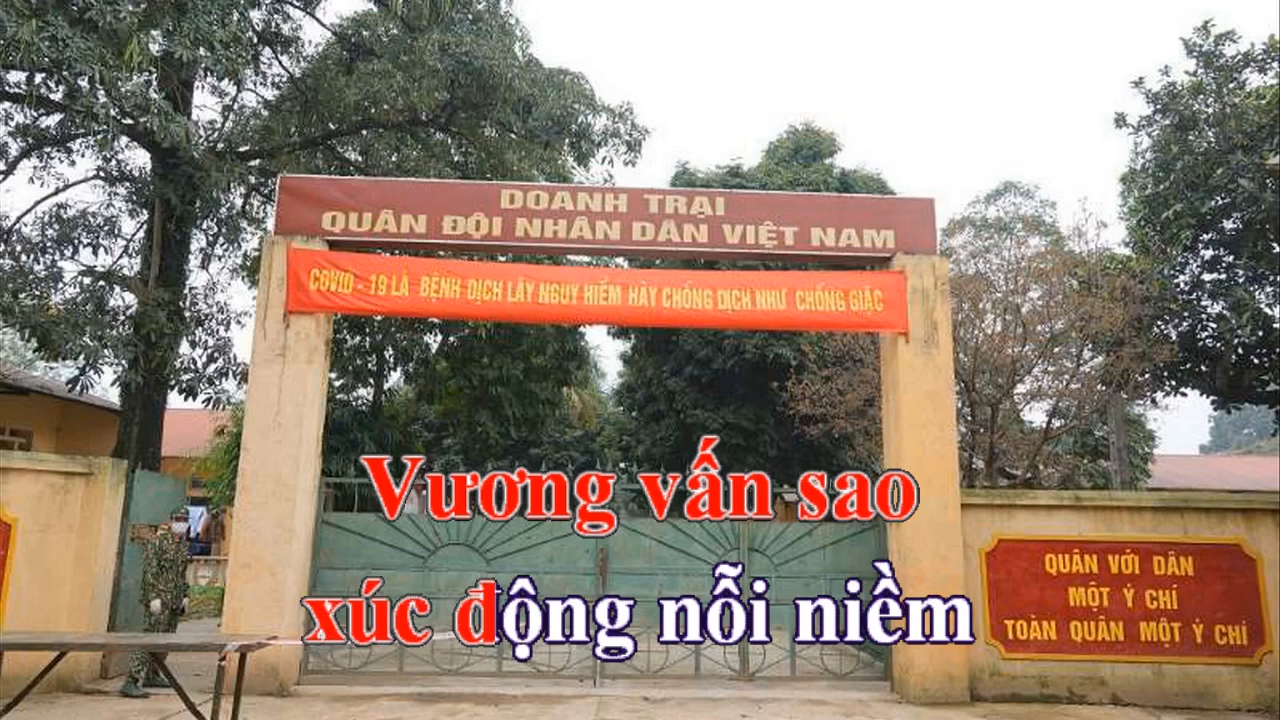 DOANH TRẠI
QUÂN ĐỘI NHÂN DÂN VIỆT NAM
COVID - 19 LÀ BỆNH DỊCH LÂY NGUY HIỂM HÃY CHỐNG DỊCH NHƯ CHỐNG GIẶC
Vương vấn sao
xúc động nỗi niềm
QUÂN VỚI DÂN
MỘT Ý CHÍ
TOÀN QUÂN MỘT Ý CHÍ